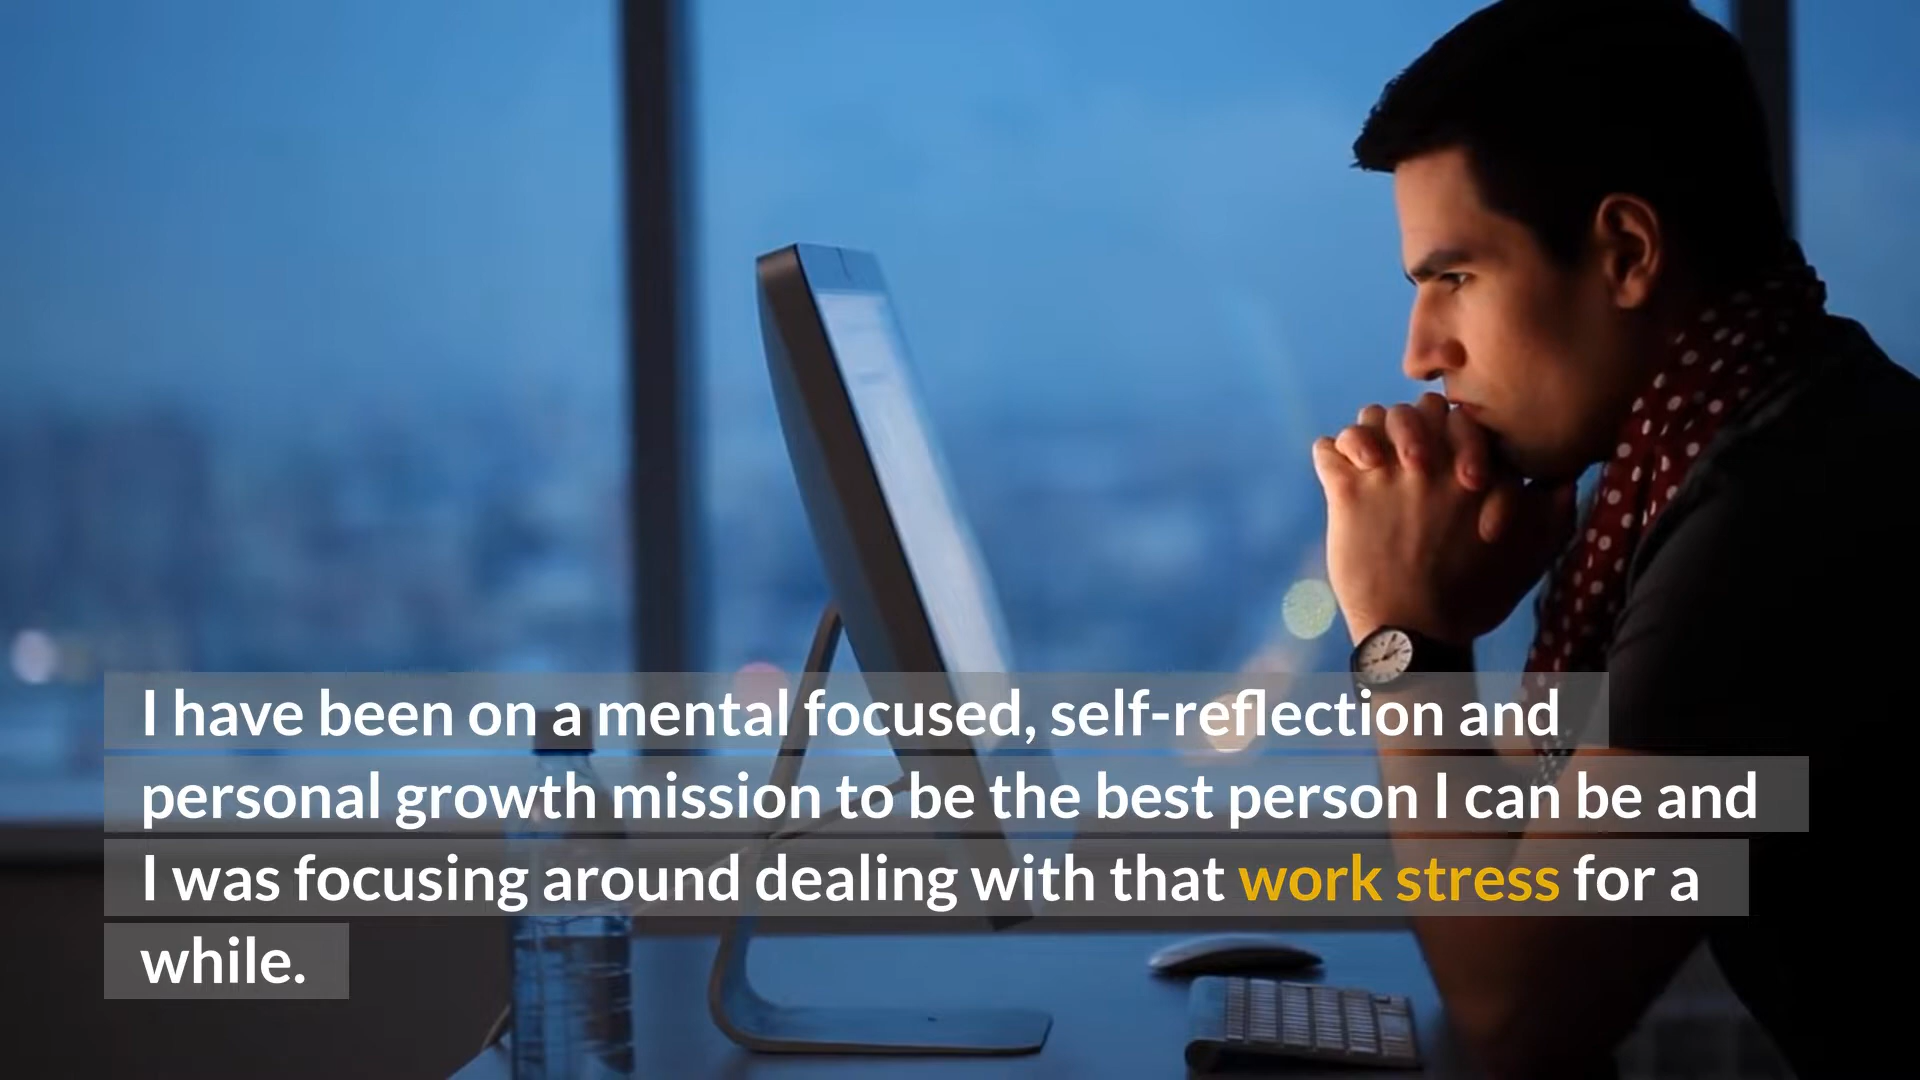 I have been on a mental focused, self-reflection and
personal growth mission to be the best person I can be and
I was focusing around dealing with that work stress for a
while.